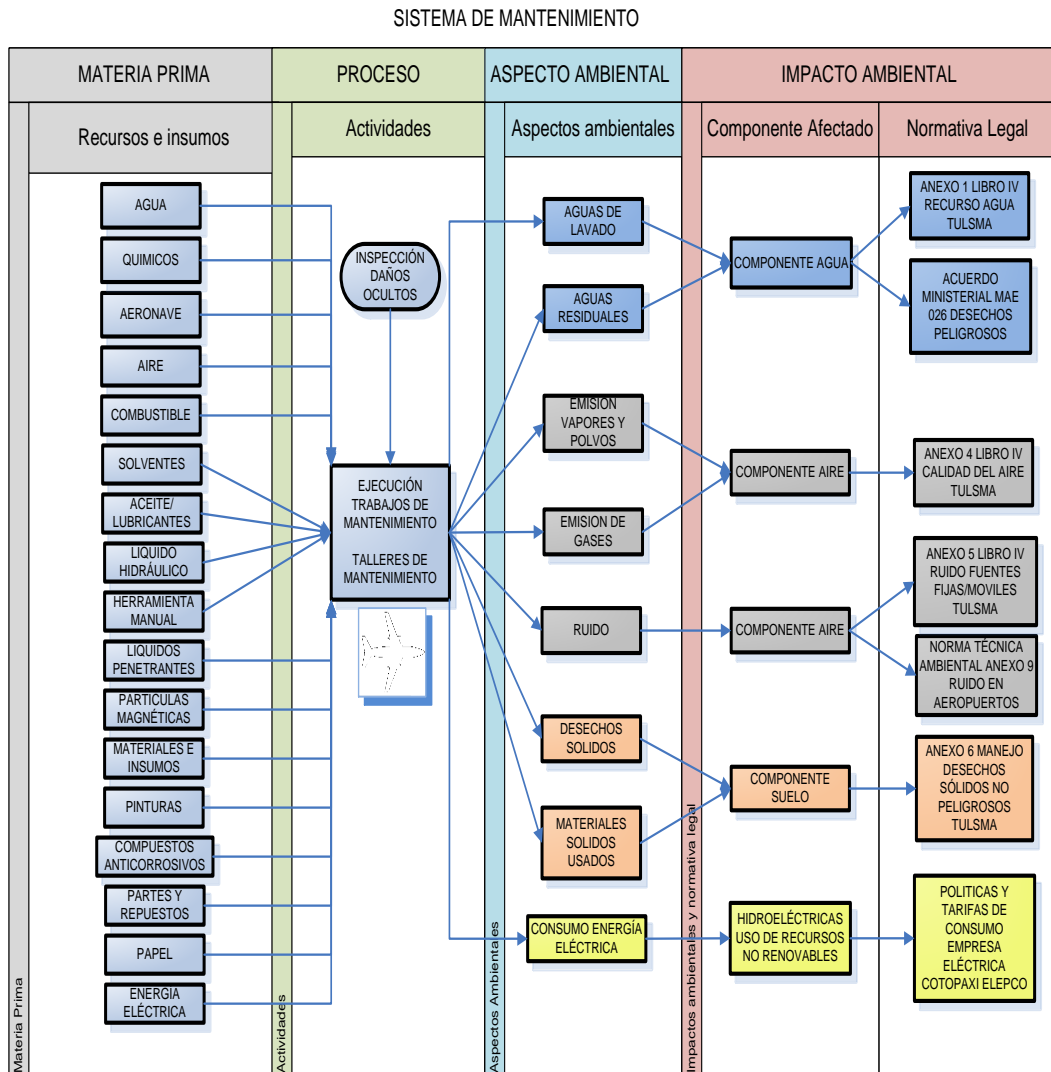 SISTEMA DE MANTENIMIENTO
MATERIA PRIMA
PROCESO
ASPECTO AMBIENTAL
IMPACTO AMBIENTAL
Recursos e insumos
Actividades
Aspectos ambientales
Componente Afectado
Normativa Legal
Materia Prima
AGUA
QUIMICOS
AERONAVE
AIRE
COMBUSTIBLE
SOLVENTES
ACEITE/
LUBRICANTES
LIQUIDO
HIDRÁULICO
HERRAMIENTA
MANUAL
LIQUIDOS
PENETRANTES
PARTICULAS
MAGNÉTICAS
MATERIALES E
INSUMOS
PINTURAS
COMPUESTOS
ANTICORROSIVOS
PARTES Y
REPUESTOS
PAPEL
ENERGIA
ELÉCTRICA
Actividades
INSPECCIÓN
DAÑOS
OCULTOS
EJECUCIÓN
TRABAJOS DE
MANTENIMIENTO
TALLERES DE
MANTENIMIENTO
Aspectos Ambientales
AGUAS DE
LAVADO
AGUAS
RESIDUALES
EMISION
VAPORES Y
POLVOS
EMISION DE
GASES
RUIDO
DESECHOS
SOLIDOS
MATERIALES
SOLIDOS
USADOS
CONSUMO ENERGÍA
ELÉCTRICA
Impactos ambientales y normativa legal
COMPONENTE AGUA
COMPONENTE AIRE
COMPONENTE AIRE
COMPONENTE
SUELO
HIDROELÉCTRICAS
USO DE RECURSOS
NO RENOVABLES
ANEXO 1 LIBRO IV
RECURSO AGUA
TULSMA
ACUERDO
MINISTERIAL MAE
026 DESECHOS
PELIGROSOS
ANEXO 4 LIBRO IV
CALIDAD DEL AIRE
TULSMA
ANEXO 5 LIBRO IV
RUIDO FUENTES
FIJAS/MOVILES
TULSMA
NORMA TÉCNICA
AMBIENTAL ANEXO 9
RUIDO EN
AEROPUERTOS
ANEXO 6 MANEJO
DESECHOS
SÓLIDOS NO
PELIGROSOS
TULSMA
POLITICAS Y
TARIFAS DE
CONSUMO
EMPRESA
ELÉCTRICA
COTOPAXI ELEPCO